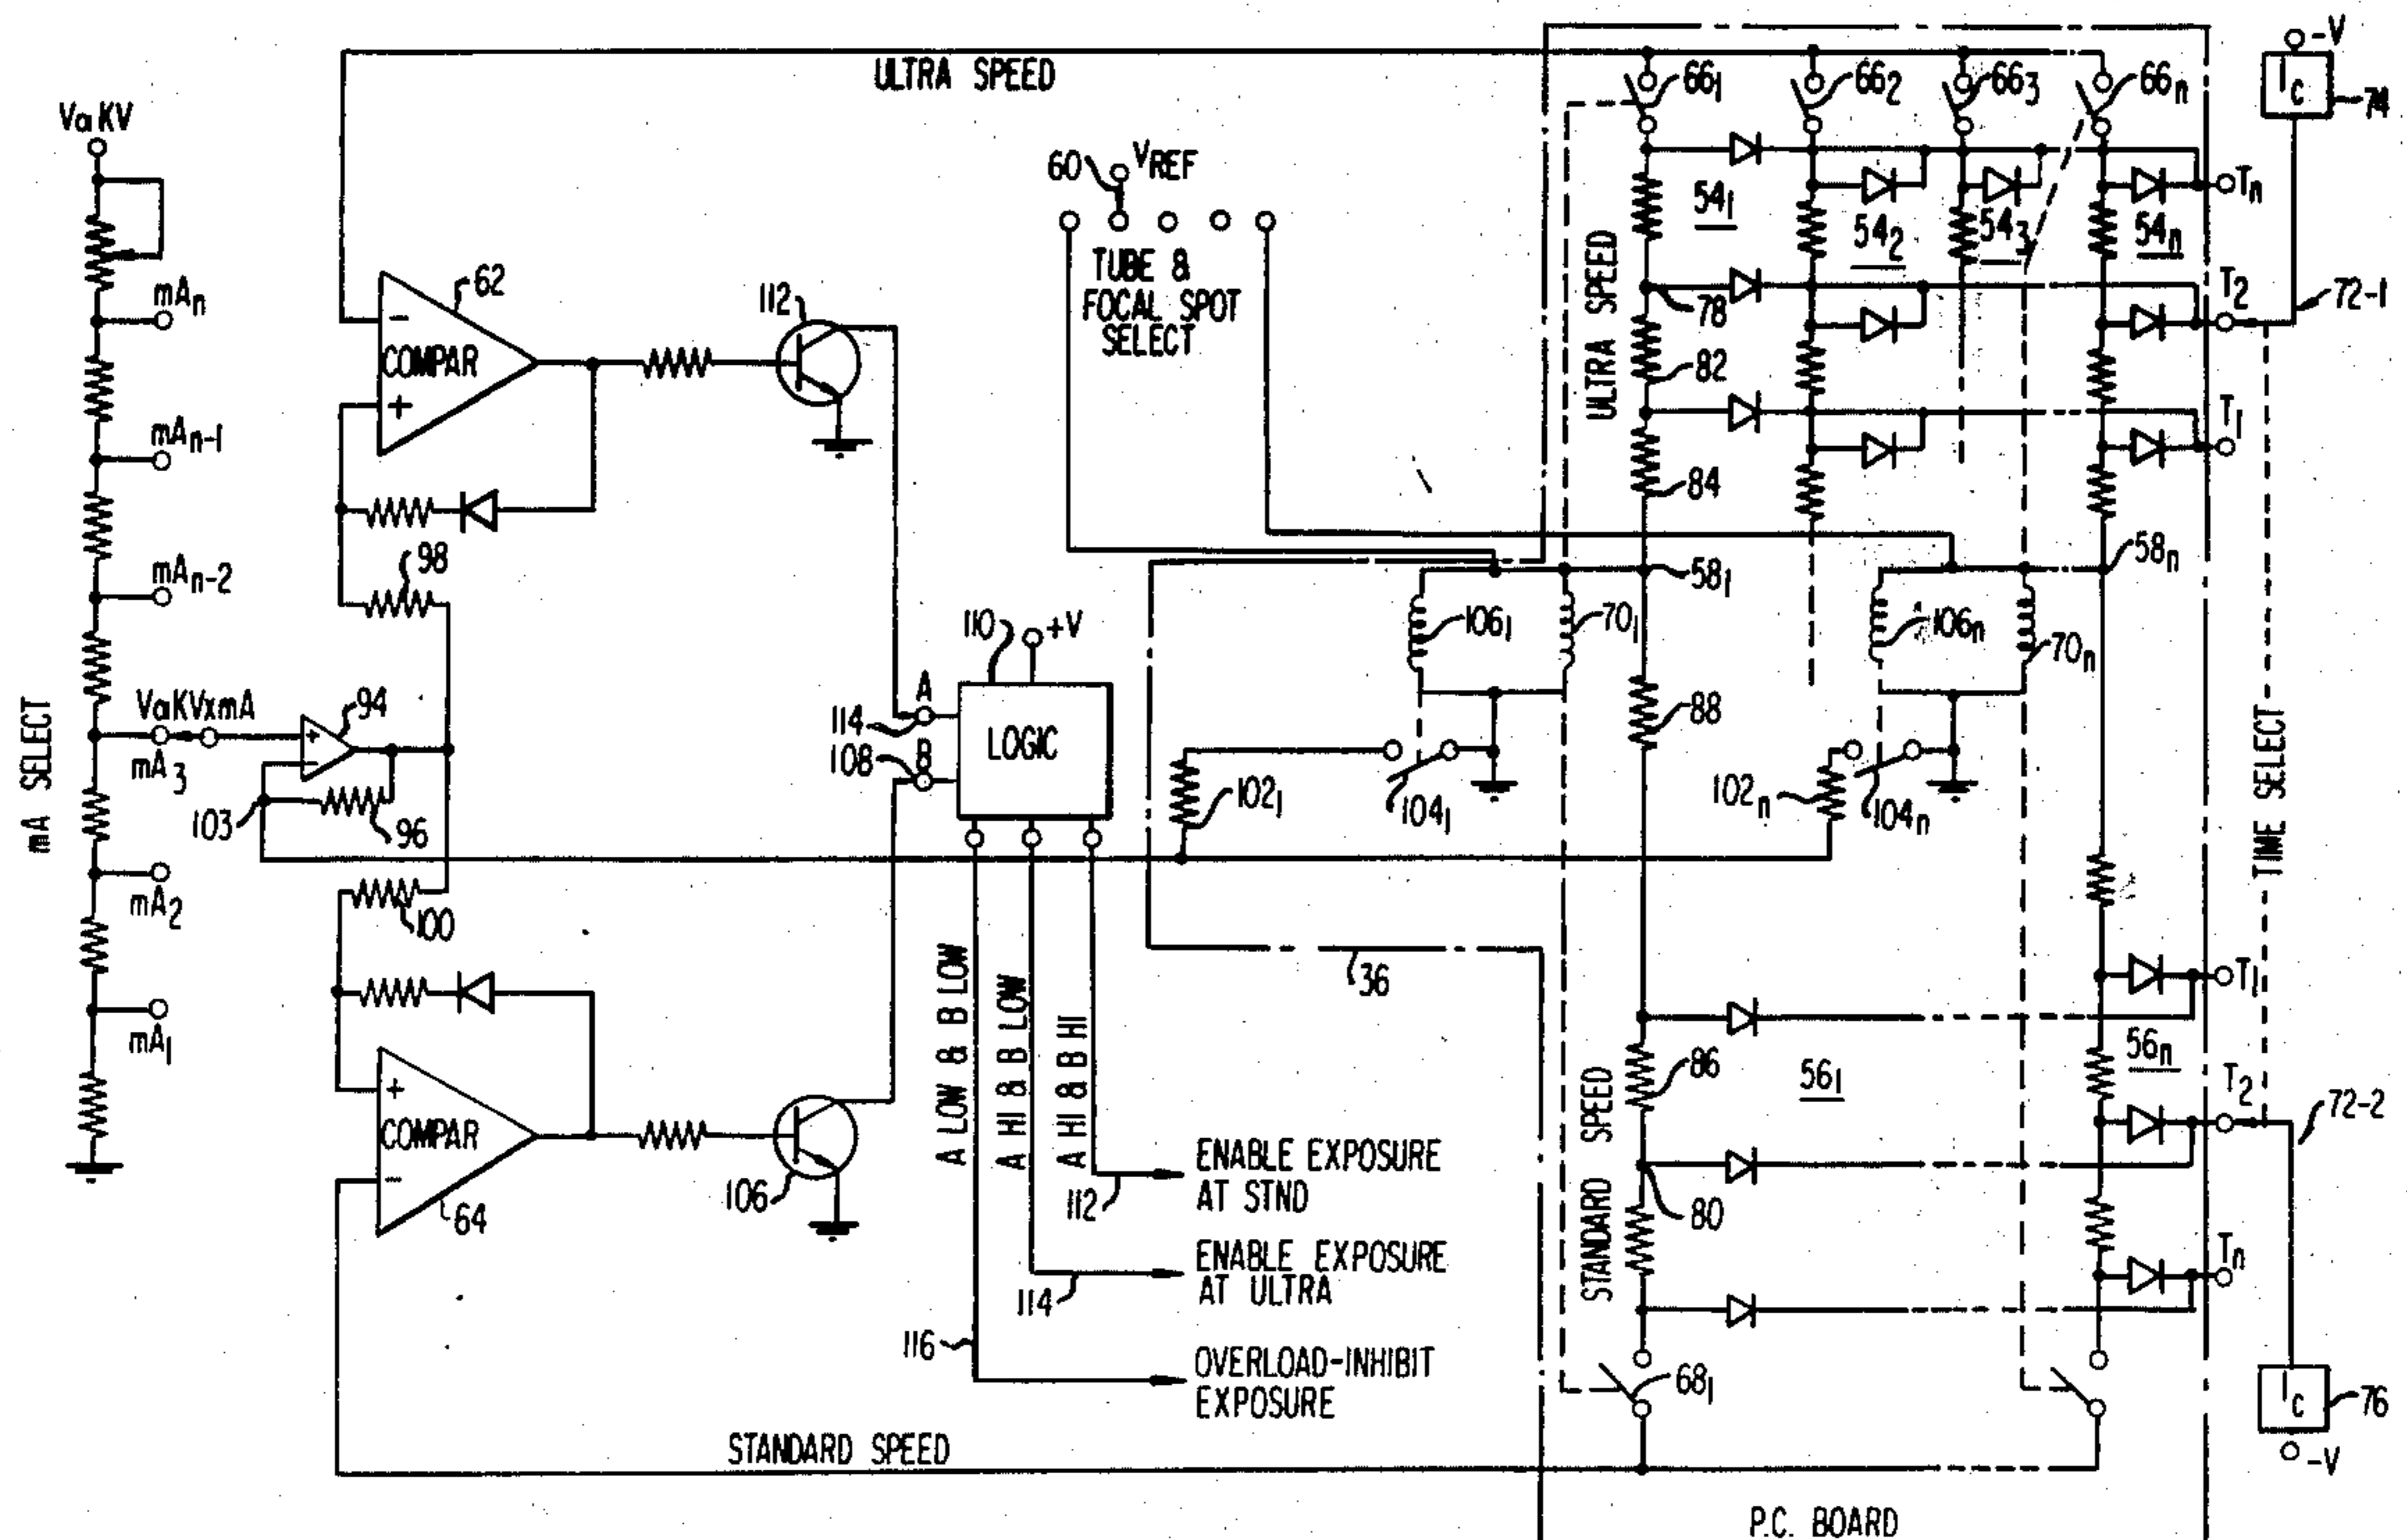 ULTRA SPEED
VαKV
mAn
mAn-1
mAn-2
VαKVxmA
mA3
mA2
mA1
mA SELECT
62
-
COMPAR
+
98
94
+
-
103
96
100
+
COMPAR
-
64
112
106
60
VREF
TUBE &
FOCAL SPOT
SELECT
110
+V
A
114
B
108
LOGIC
A LOW & B LOW
A HI & B LOW
A HI & B HI
112
ENABLE EXPOSURE
AT STND
114
ENABLE EXPOSURE
AT ULTRA
116
OVERLOAD-INHIBIT
EXPOSURE
STANDARD SPEED
36
661
662
663
66n
541
542
543
54n
ULTRA SPEED
78
82
84
581
58n
1061
701
106n
70n
88
1021
1041
102n
104n
86
561
56n
80
STANDARD SPEED
681
Tn
T2
T1
T1
T2
Tn
TIME SELECT
-V
Ic
74
72-1
72-2
Ic
76
-V
P.C. BOARD